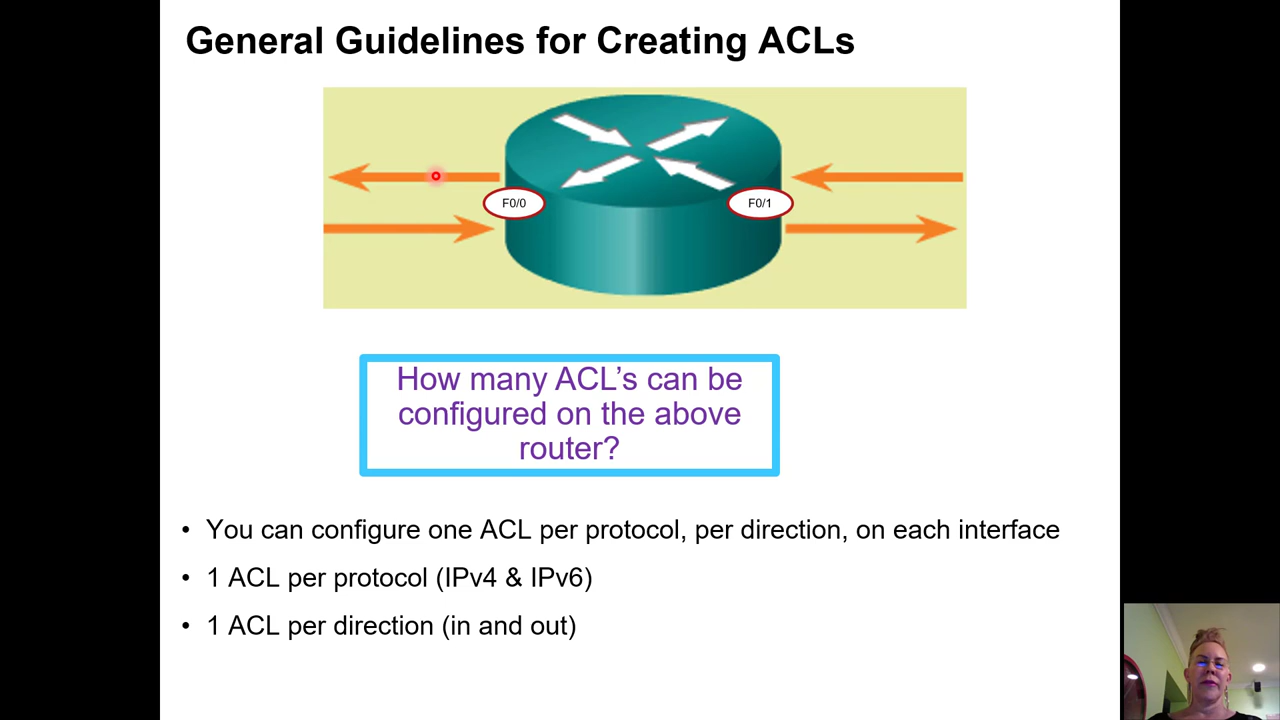 General Guidelines for Creating ACLs
F0/0
F0/1
How many ACL’s can be
configured on the above
router?
• You can configure one ACL per protocol, per direction, on each interface
• 1 ACL per protocol (IPv4 & IPv6)
• 1 ACL per direction (in and out)